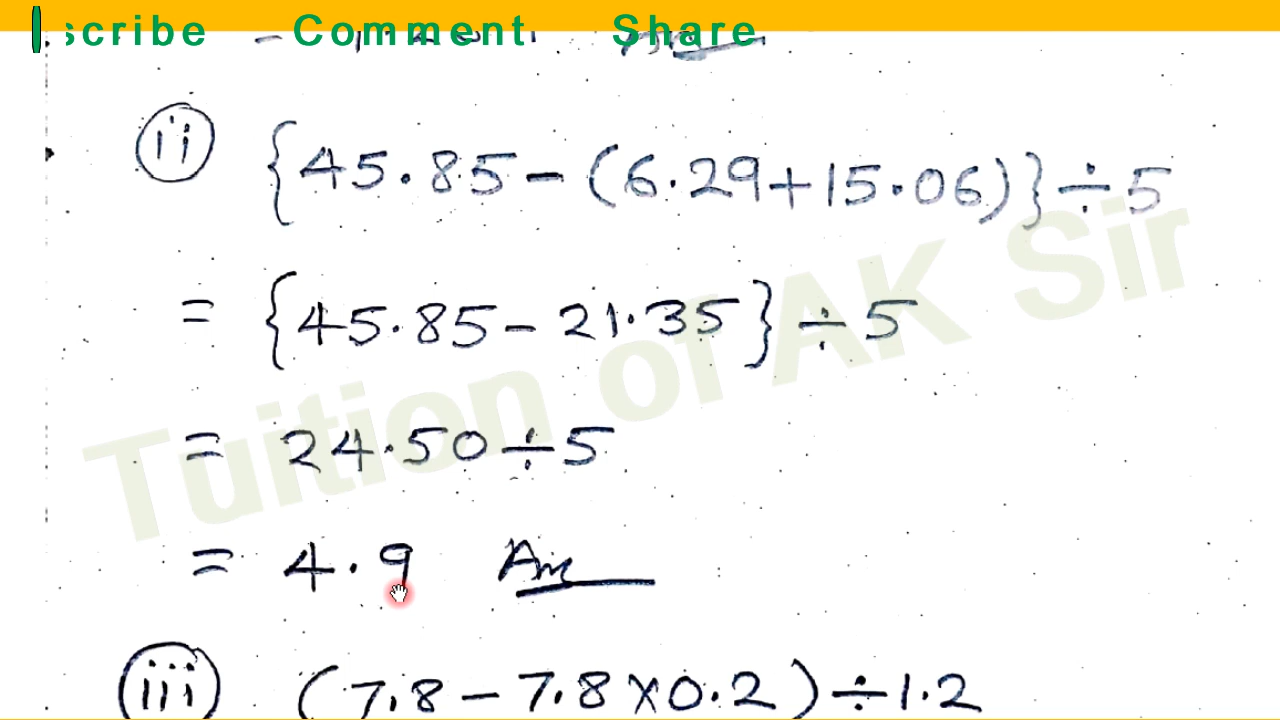 scribe Comment Share
ii {45.85 - (6.29+15.06)} ÷ 5
= {45.85 - 21.35} ÷ 5
= 24.50 ÷ 5
= 4.9 Ans
iii (7.8 - 7.8 x 0.2) ÷ 1.2
Tuition of AK Sir